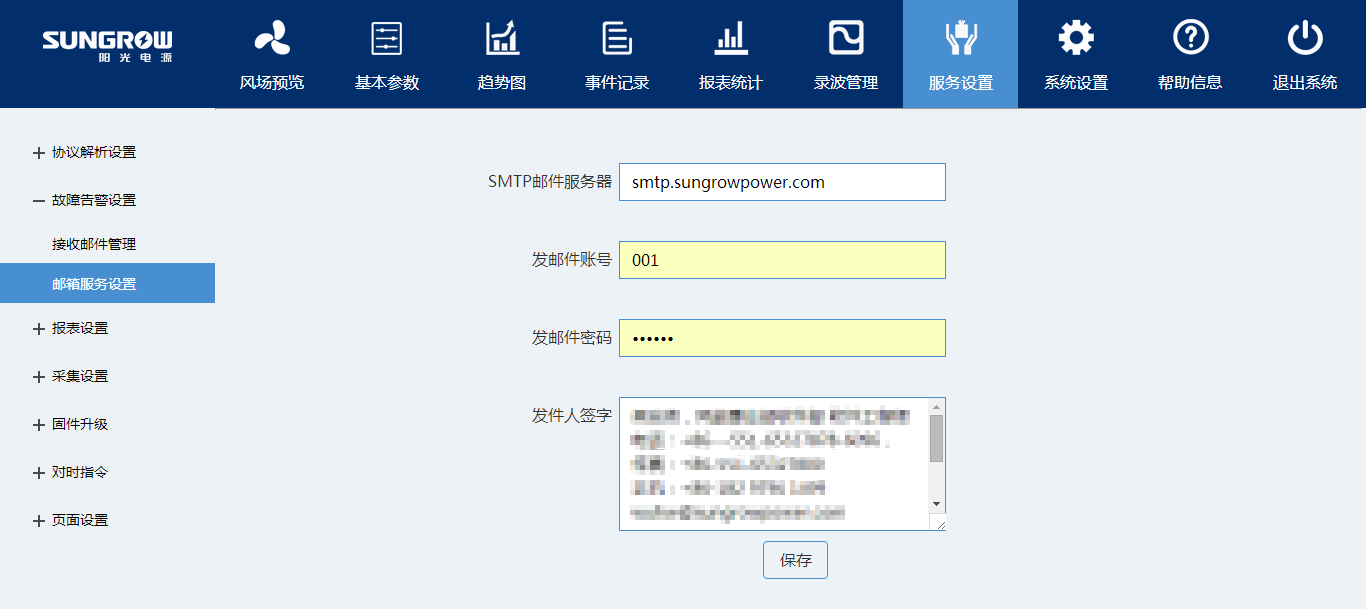 SUNGROW
阳光电源
风场预览
基本参数
趋势图
事件记录
报表统计
录波管理
服务设置
系统设置
帮助信息
退出系统
协议解析设置
故障告警设置
接收邮件管理
邮箱服务设置
报表设置
采集设置
固件升级
对时指令
页面设置
SMTP邮件服务器 smtp.sungrowpower.com
发邮件账号 001
发邮件密码 ••••••
发件人签字
保存